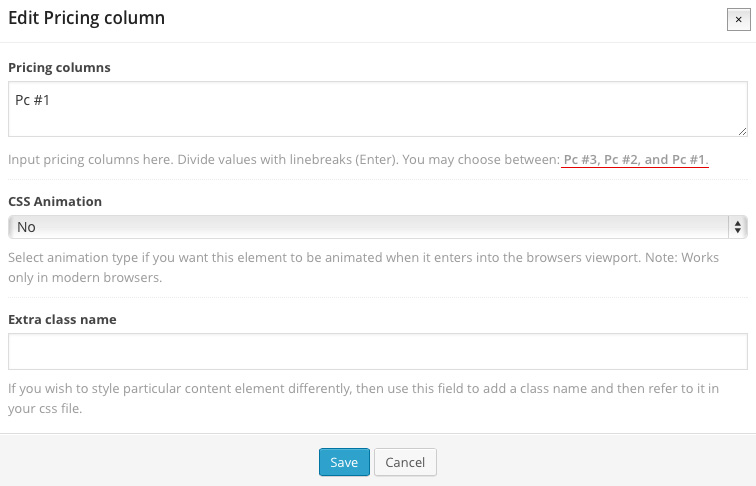 Edit Pricing column
×
Pricing columns
Pc #1
Input pricing columns here. Divide values with linebreaks (Enter). You may choose between: Pc #3, Pc #2, and Pc #1.
CSS Animation
No
Select animation type if you want this element to be animated when it enters into the browsers viewport. Note: Works
only in modern browsers.
Extra class name
If you wish to style particular content element differently, then use this field to add a class name and then refer to it in
your css file.
Save Cancel